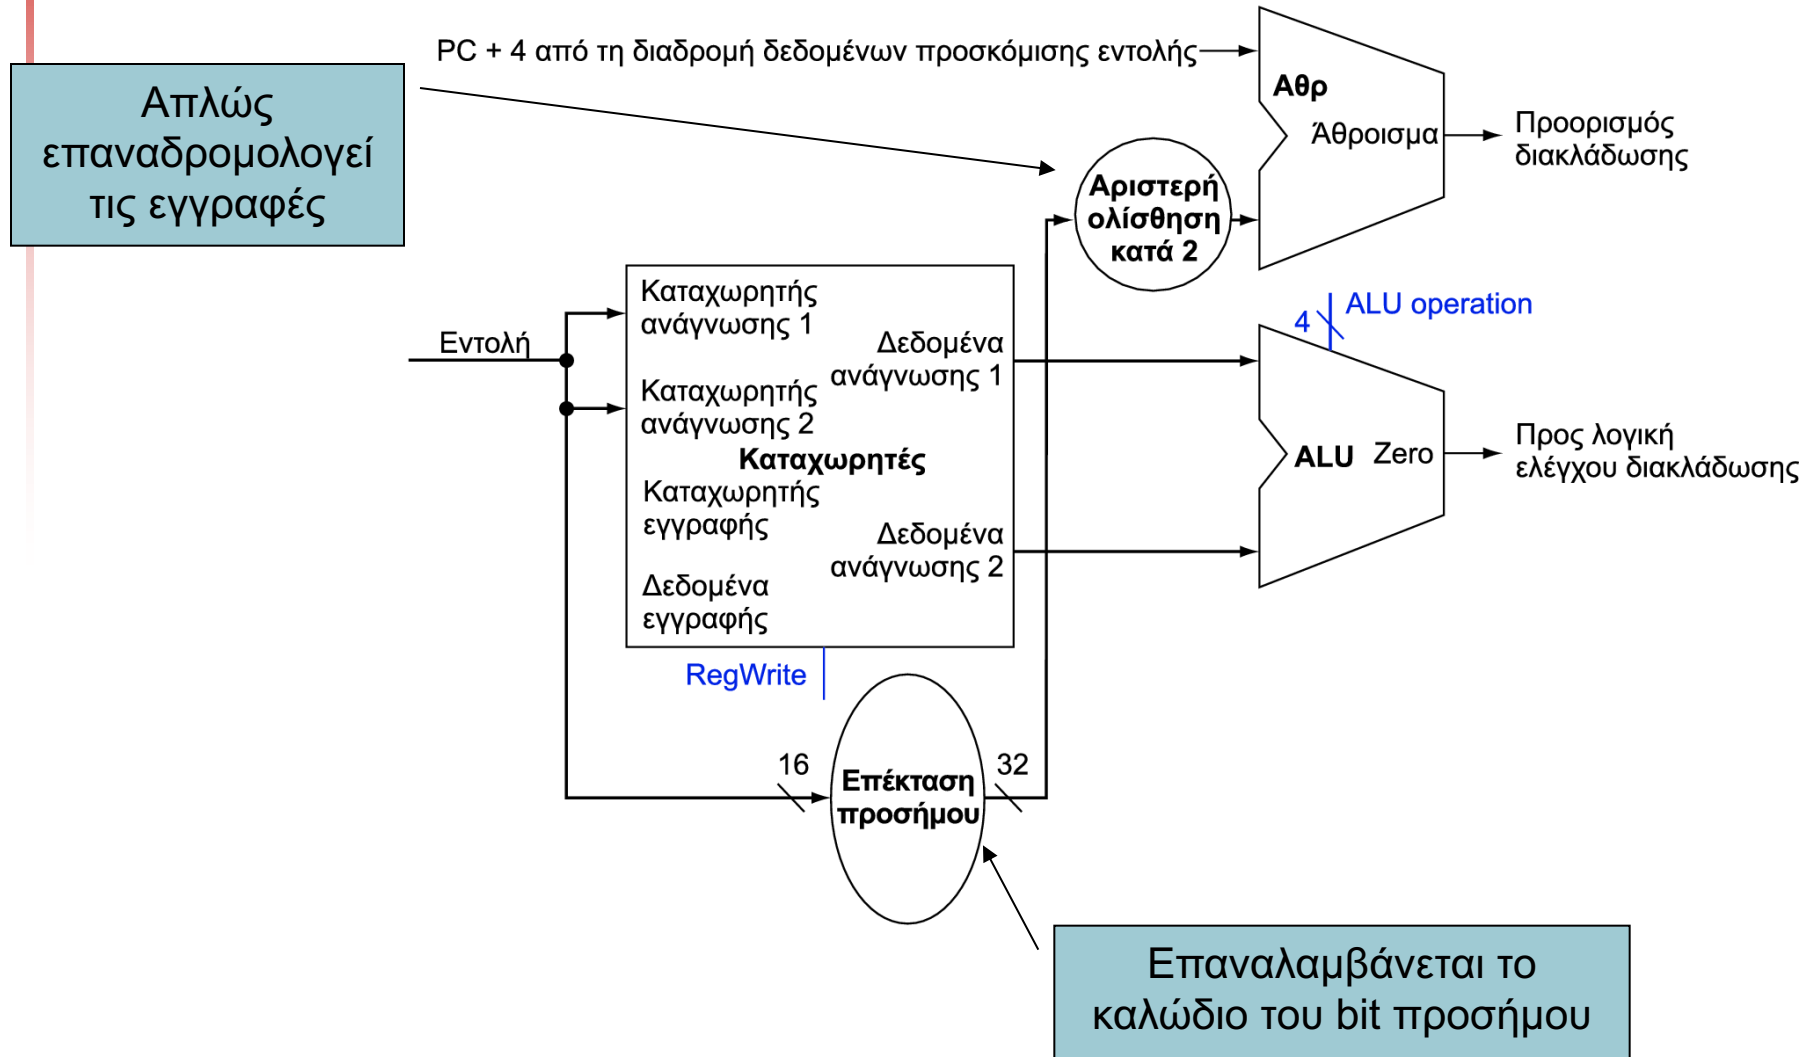 PC + 4 από τη διαδρομή δεδομένων προσκόμισης εντολής
Απλώς
επαναδρομολογεί
τις εγγραφές
Αθρ
Άθροισμα
Προορισμός
διακλάδωσης
Αριστερή
ολίσθηση
κατά 2
Εντολή
Καταχωρητής
ανάγνωσης 1
Καταχωρητής
ανάγνωσης 2
Καταχωρητές
Καταχωρητής
εγγραφής
Δεδομένα
εγγραφής
Δεδομένα
ανάγνωσης 1
Δεδομένα
ανάγνωσης 2
RegWrite
4
ALU operation
ALU
Zero
Προς λογική
ελέγχου διακλάδωσης
16
Επέκταση
προσήμου
32
Επαναλαμβάνεται το
καλώδιο του bit προσήμου